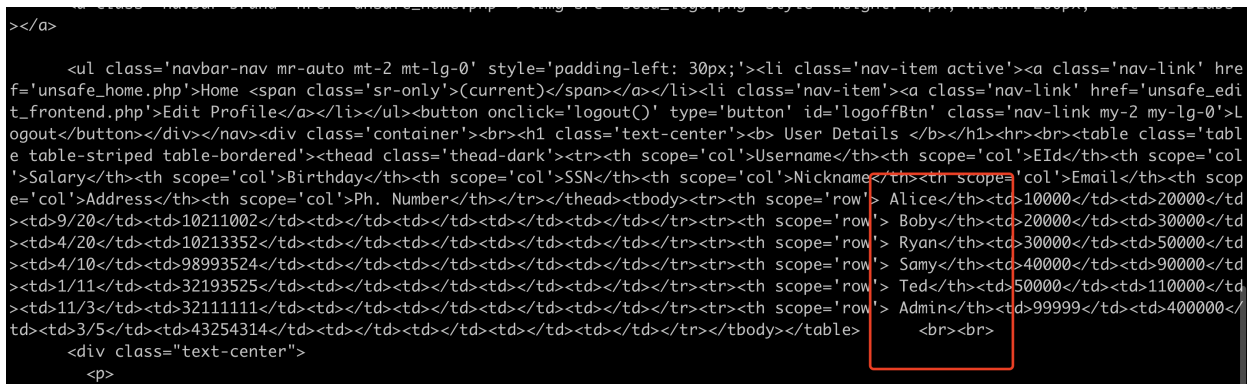 ></a>
<ul class='navbar-nav mr-auto mt-2 mt-lg-0' style='padding-left: 30px;'><li class='nav-item active'><a class='nav-link' hre
f='unsafe_home.php'>Home <span class='sr-only'>(current)</span></a></li><li class='nav-item'><a class='nav-link' href='unsafe_edi
t_frontend.php'>Edit Profile</a></li></ul><button onclick='logout()' type='button' id='logoffBtn' class='nav-link my-2 my-lg-0'>L
ogout</button></div></nav><div class='container'><br><h1 class='text-center'><b> User Details </b></h1><hr><br><table class='tabl
e table-striped table-bordered'><thead class='thead-dark'><tr><th scope='col'>Username</th><th scope='col'>EId</th><th scope='col
'>Salary</th><th scope='col'>Birthday</th><th scope='col'>SSN</th><th scope='col'>Nickname</th><th scope='col'>Email</th><th scop
e='col'>Address</th><th scope='col'>Ph. Number</th></tr></thead><tbody><tr><th scope='row'> Alice</th><td>10000</td><td>20000</td
><td>9/20</td><td>10211002</td><td></td><td></td><td></td><td></td></tr><tr><th scope='row'> Boby</th><td>20000</td><td>30000</td
><td>4/20</td><td>10213352</td><td></td><td></td><td></td><td></td></tr><tr><th scope='row'> Ryan</th><td>30000</td><td>50000</td
><td>4/10</td><td>98993524</td><td></td><td></td><td></td><td></td></tr><tr><th scope='row'> Samy</th><td>40000</td><td>90000</td
><td>1/11</td><td>32193525</td><td></td><td></td><td></td><td></td></tr><tr><th scope='row'> Ted</th><td>50000</td><td>110000</td
><td>11/3</td><td>32111111</td><td></td><td></td><td></td><td></td></tr><tr><th scope='row'> Admin</th><td>99999</td><td>400000</
td><td>3/5</td><td>43254314</td><td></td><td></td><td></td><td></td></tr></tbody></table>      <br><br>
<div class="text-center">
<p>